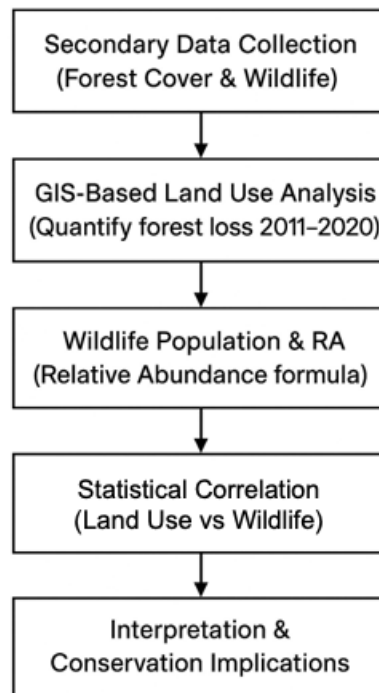 Secondary Data Collection
(Forest Cover & Wildlife)
GIS-Based Land Use Analysis
(Quantify forest loss 2011–2020)
Wildlife Population & RA
(Relative Abundance formula)
Statistical Correlation
(Land Use vs Wildlife)
Interpretation &
Conservation Implications